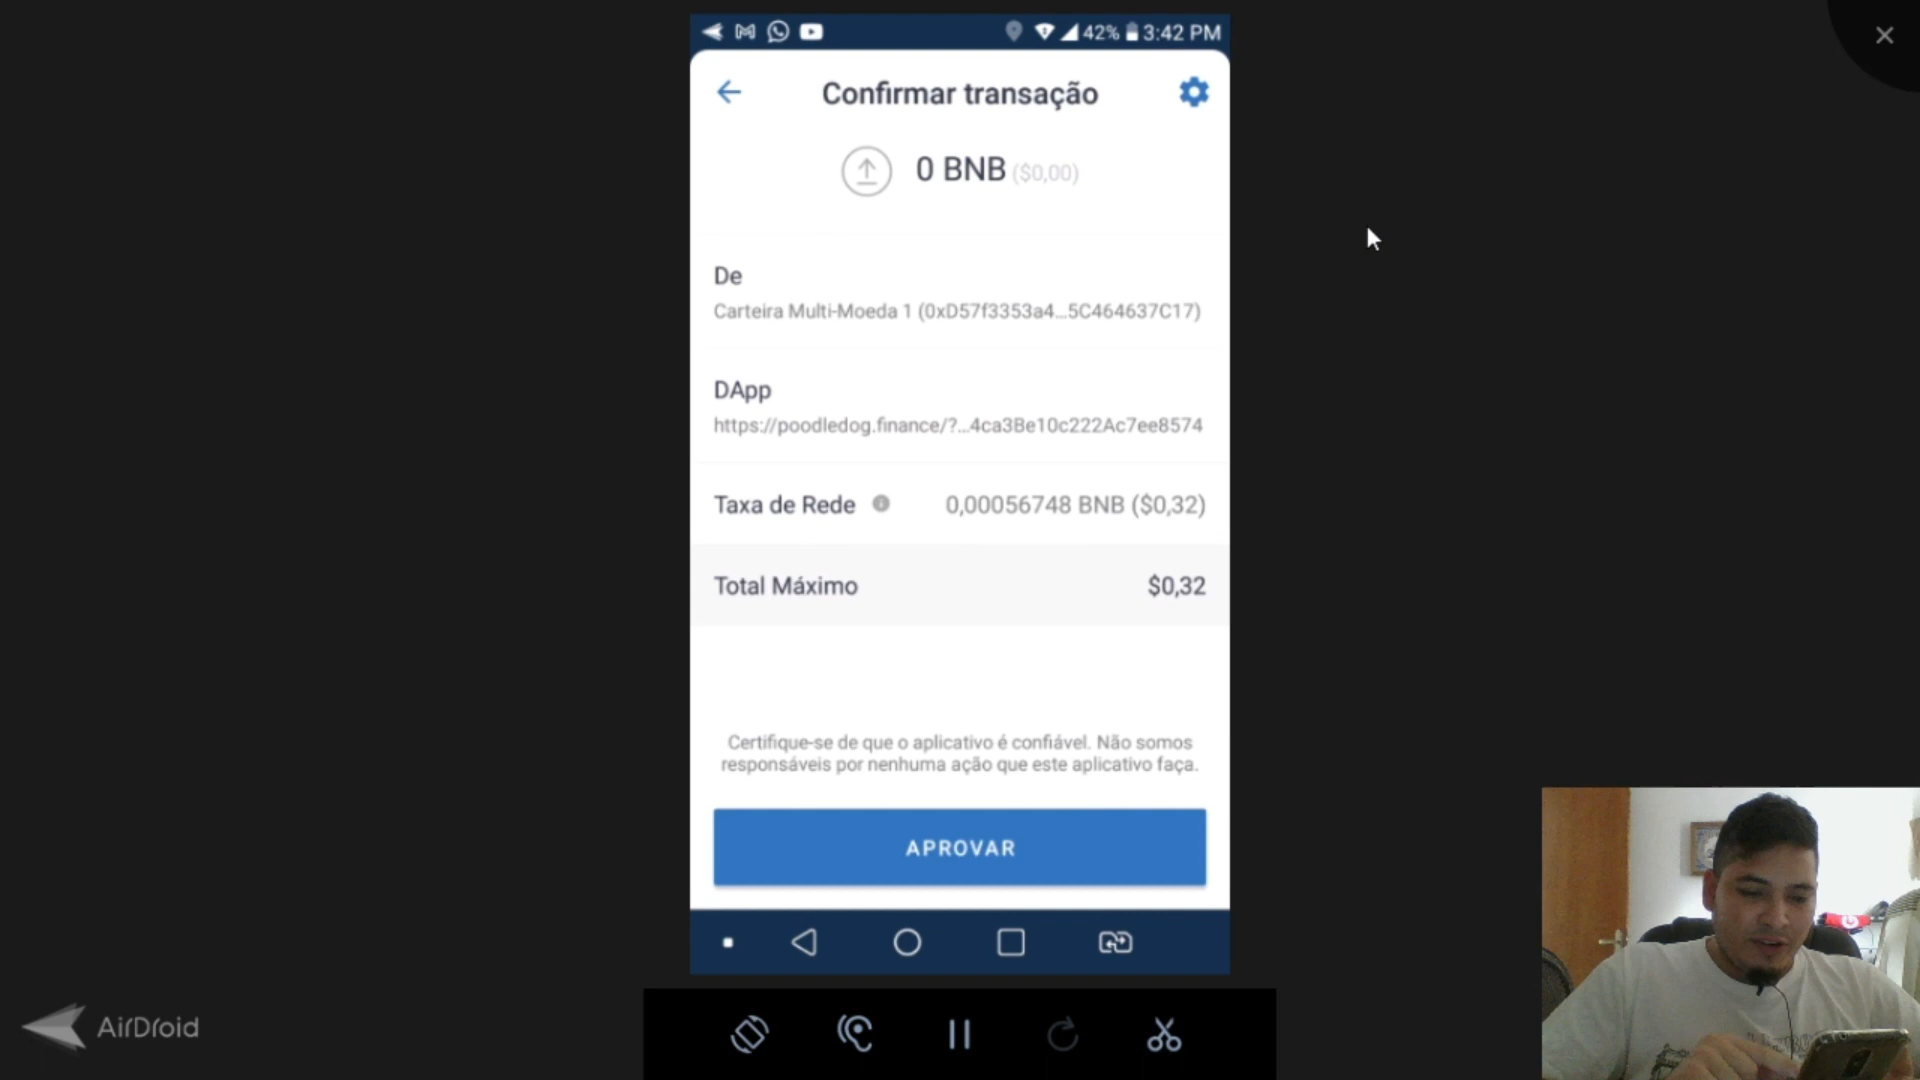 42% 3:42 PM
Confirmar transação
0 BNB ($0,00)
De
Carteira Multi-Moeda 1 (0xD57f3353a4...5C464637C17)
DApp
https://poodledog.finance/?...4ca3Be10c222Ac7ee8574
Taxa de Rede 0,00056748 BNB ($0,32)
Total Máximo $0,32
Certifique-se de que o aplicativo é confiável. Não somos
responsáveis por nenhuma ação que este aplicativo faça.
APROVAR
AirDroid